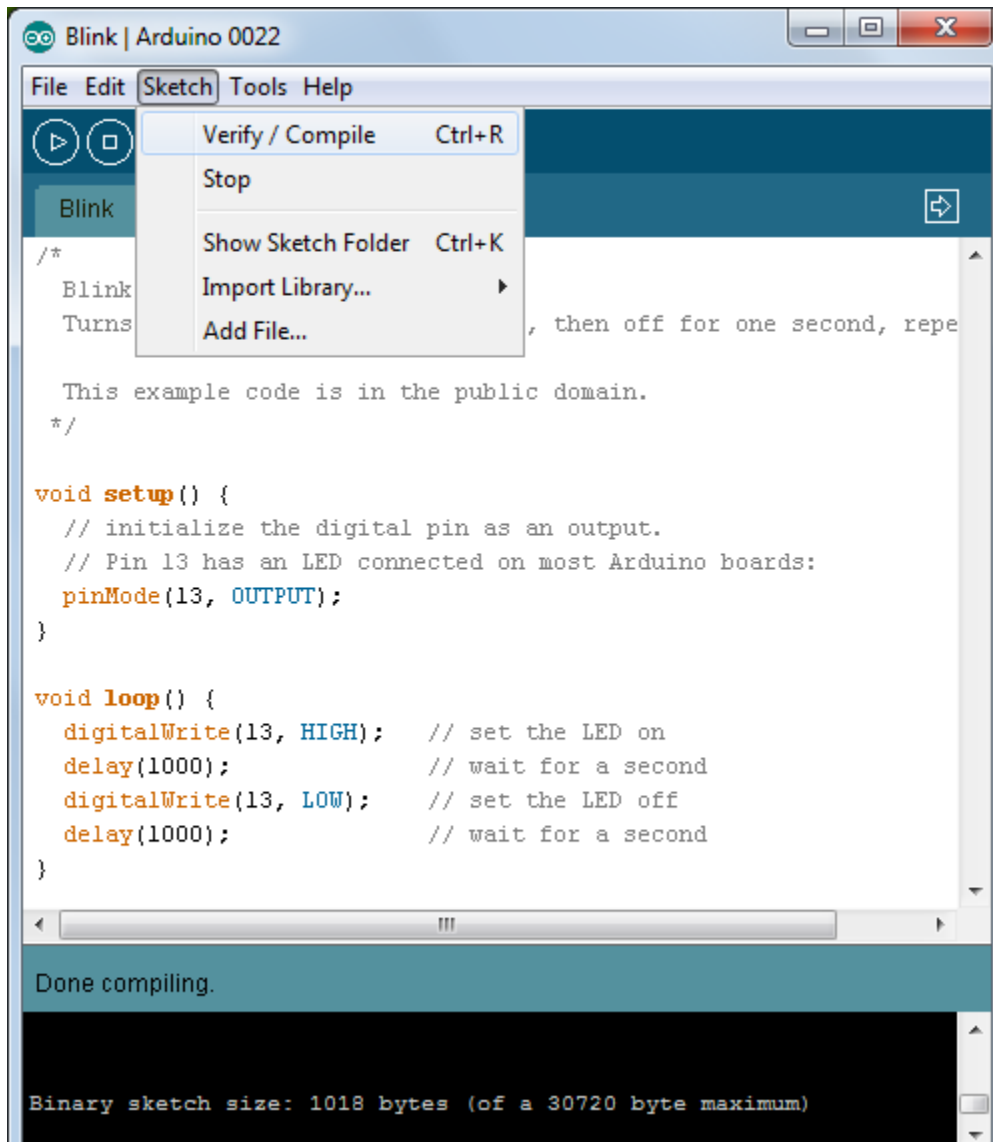 Blink | Arduino 0022
File Edit Sketch Tools Help
Verify / Compile Ctrl+R
Stop
Show Sketch Folder Ctrl+K
Import Library...
Add File...
Blink
/*
  Blink
  Turns , then off for one second, repe

  This example code is in the public domain.
 */

void setup() {
  // initialize the digital pin as an output.
  // Pin 13 has an LED connected on most Arduino boards:
  pinMode(13, OUTPUT);
}

void loop() {
  digitalWrite(13, HIGH);   // set the LED on
  delay(1000);              // wait for a second
  digitalWrite(13, LOW);    // set the LED off
  delay(1000);              // wait for a second
}
Done compiling.
Binary sketch size: 1018 bytes (of a 30720 byte maximum)